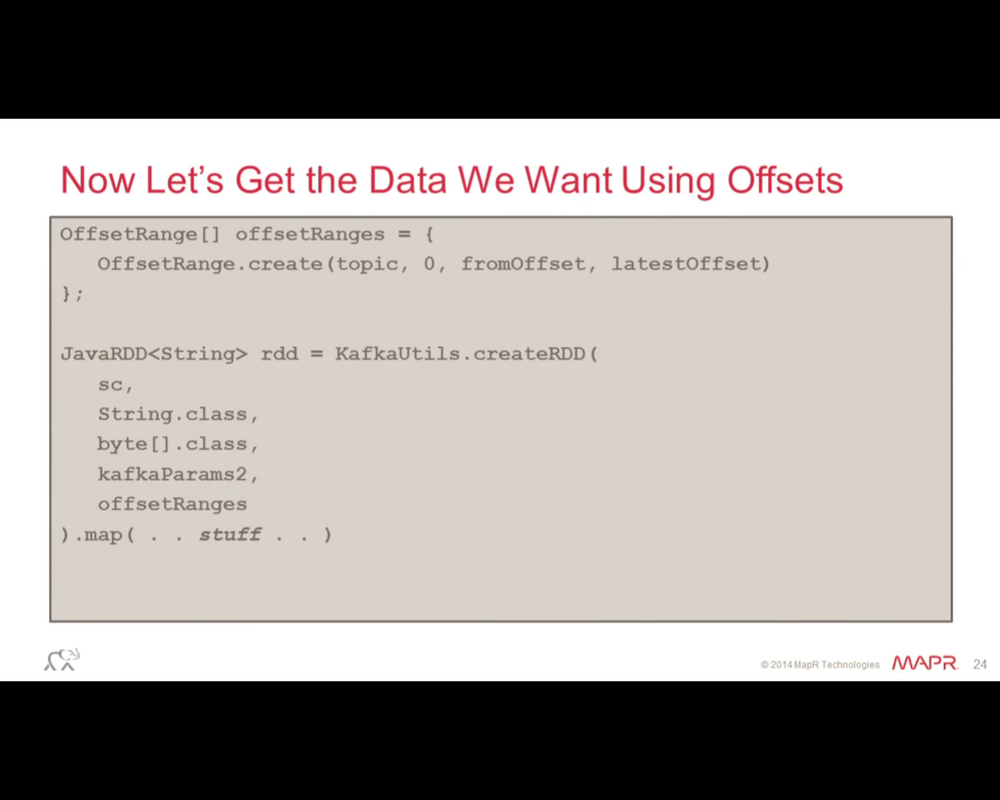 Now Let's Get the Data We Want Using Offsets
OffsetRange[] offsetRanges = {
   OffsetRange.create(topic, 0, fromOffset, latestOffset)
};
JavaRDD<String> rdd = KafkaUtils.createRDD(
   sc,
   String.class,
   byte[].class,
   kafkaParams2,
   offsetRanges
).map( . . stuff . . )
© 2014 MapR Technologies MAPR. 24